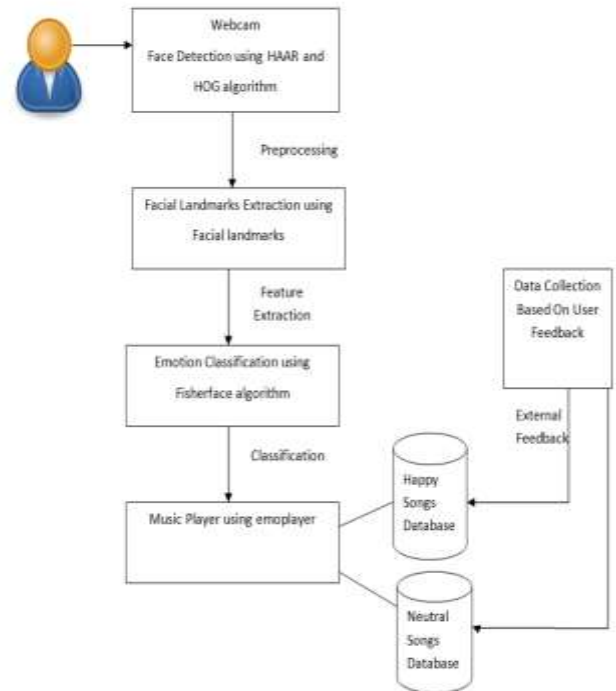 Webcam
Face Detection using HAAR and
HOG algorithm
Preprocessing
Facial Landmarks Extraction using
Facial landmarks
Feature
Extraction
Data Collection
Based On User
Feedback
Emotion Classification using
Fisherface algorithm
External
Feedback
Classification
Happy
Songs
Database
Music Player using emoplayer
Neutral
Songs
Database